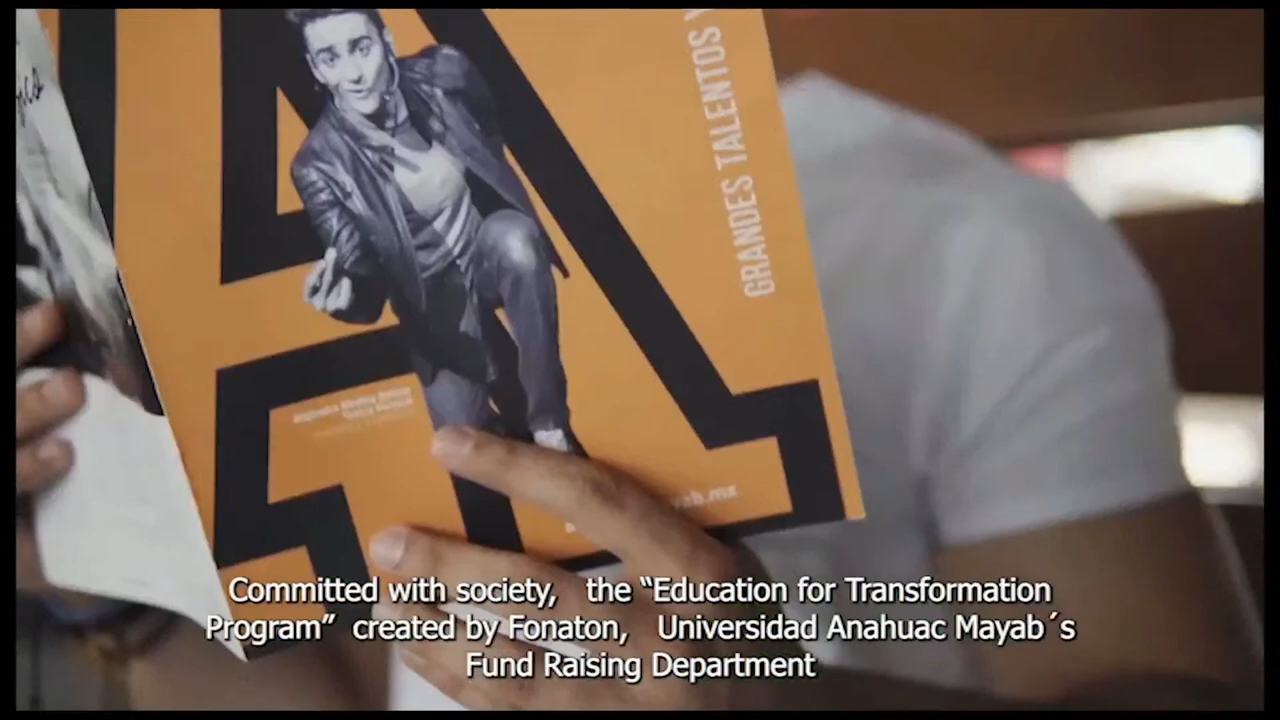 GRANDES TALENTOS
Committed with society, the “Education for Transformation
Program” created by Fonaton, Universidad Anahuac Mayab´s
Fund Raising Department